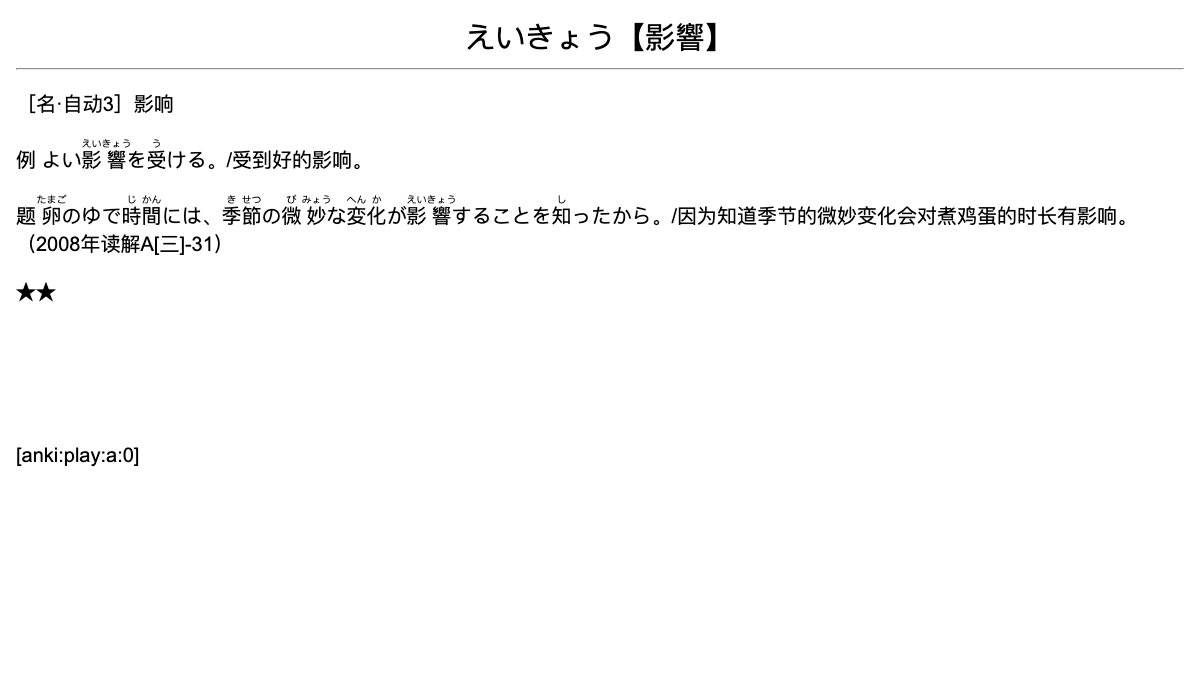 えいきょう【影響】
［名·自动3］影响
えいきょう う
例 よい影響を受ける。/受到好的影响。
たまご じ かん き せつ び みょう へん か えいきょう し
题 卵のゆで時間には、季節の微妙な変化が影響することを知ったから。/因为知道季节的微妙变化会对煮鸡蛋的时长有影响。
（2008年读解A[三]-31）
★★
[anki:play:a:0]